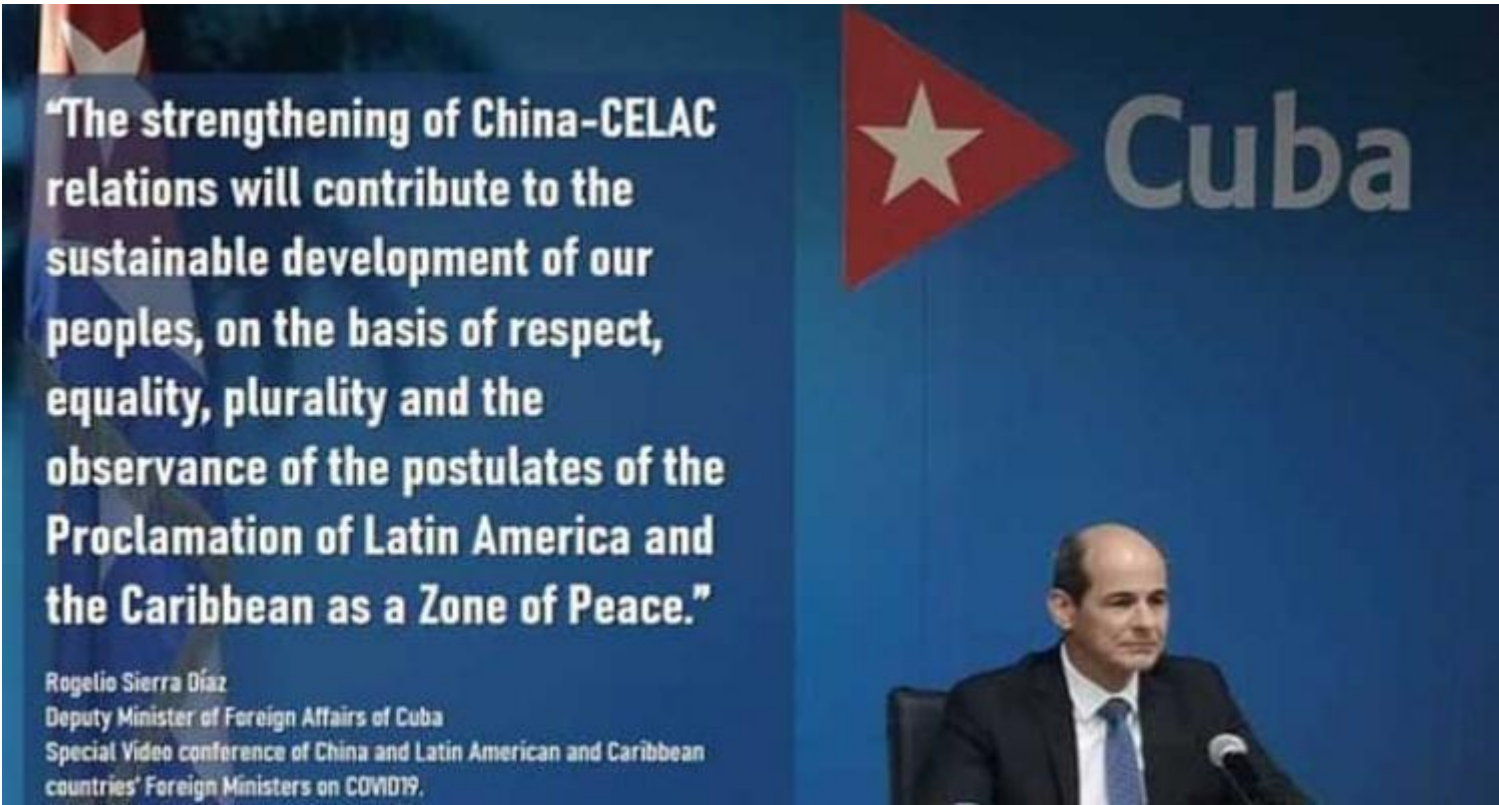 “The strengthening of China-CELAC
relations will contribute to the
sustainable development of our
peoples, on the basis of respect,
equality, plurality and the
observance of the postulates of the
Proclamation of Latin America and
the Caribbean as a Zone of Peace.”
Rogelio Sierra Díaz
Deputy Minister of Foreign Affairs of Cuba
Special Video conference of China and Latin American and Caribbean
countries’ Foreign Ministers on COVID19.
Cuba